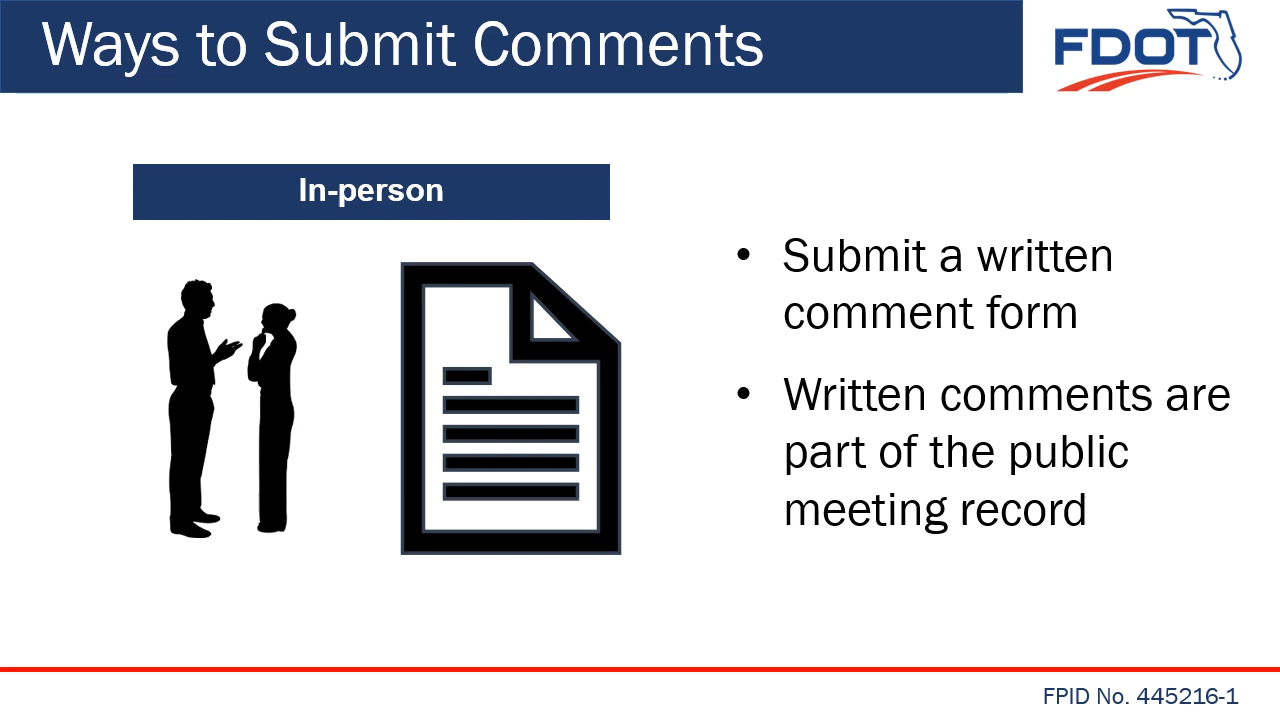 Ways to Submit Comments
FDOT
In-person
• Submit a written
comment form
• Written comments are
part of the public
meeting record
FPID No. 445216-1